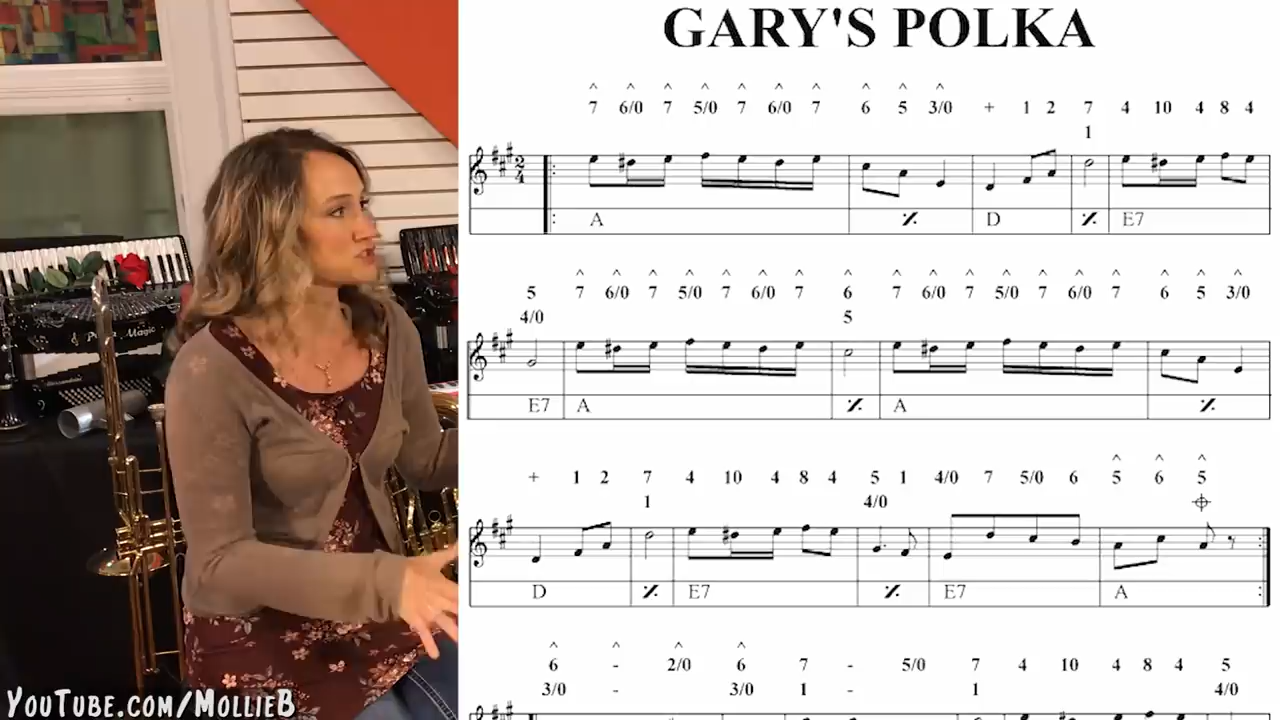 GARY'S POLKA
^ ^ ^ ^ ^ ^ ^ ^ ^ ^
7 6/0 7 5/0 7 6/0 7 6 5 3/0 + 1 2 7 4 10 4 8 4
1
2
4
A ٪ D ٪ E7
^ ^ ^ ^ ^ ^ ^ ^ ^ ^ ^ ^ ^ ^ ^ ^ ^ ^
5 7 6/0 7 5/0 7 6/0 7 6 7 6/0 7 5/0 7 6/0 7 6 5 3/0
4/0 5
E7 A ٪ A ٪
^ ^ ^
+ 1 2 7 4 10 4 8 4 5 1 4/0 7 5/0 6 5 6 5
1 4/0
D ٪ E7 ٪ E7 A
^ ^ ^ ^
6 - 2/0 6 7 - 5/0 7 4 10 4 8 4 5
3/0 - 3/0 1 - 1 4/0
YouTube.com/MollieB